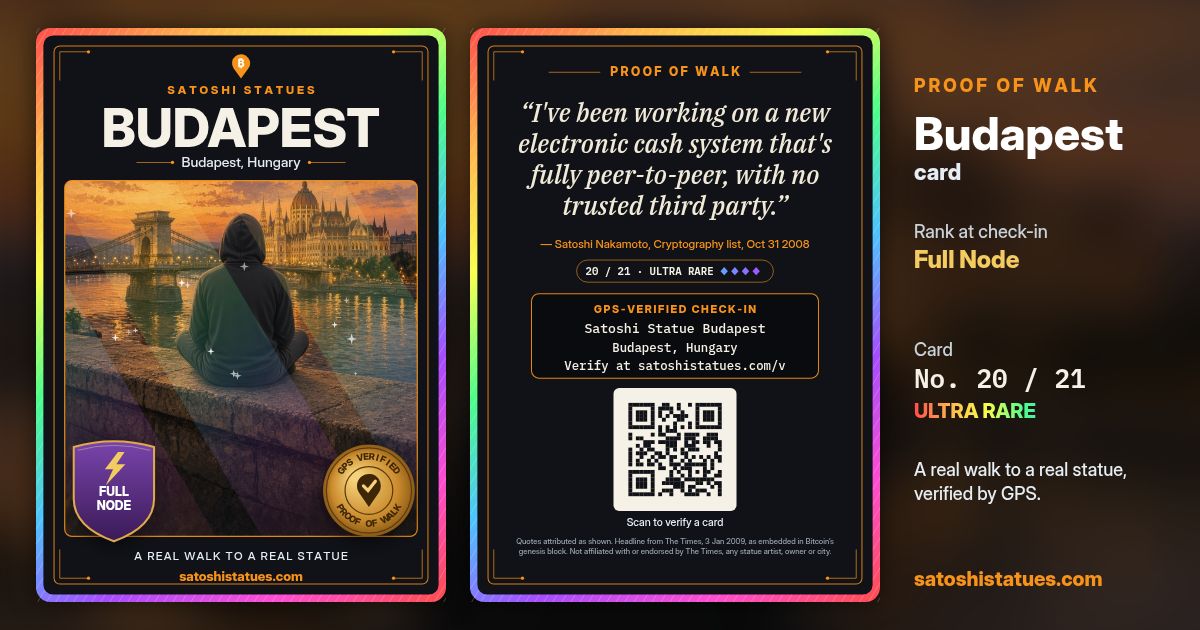 SATOSHI STATUES
BUDAPEST
Budapest, Hungary
FULL
NODE
GPS VERIFIED
PROOF OF WALK
A REAL WALK TO A REAL STATUE
satoshistatues.com
PROOF OF WALK
“I've been working on a new
electronic cash system that's
fully peer-to-peer, with no
trusted third party.”
— Satoshi Nakamoto, Cryptography list, Oct 31 2008
20 / 21 · ULTRA RARE
GPS-VERIFIED CHECK-IN
Satoshi Statue Budapest
Budapest, Hungary
Verify at satoshistatues.com/v
Scan to verify a card
Quotes attributed as shown. Headline from The Times, 3 Jan 2009, as embedded in Bitcoin's
genesis block. Not affiliated with or endorsed by The Times, any statue artist, owner or city.
PROOF OF WALK
Budapest
card
Rank at check-in
Full Node
Card
No. 20 / 21
ULTRA RARE
A real walk to a real statue,
verified by GPS.
satoshistatues.com